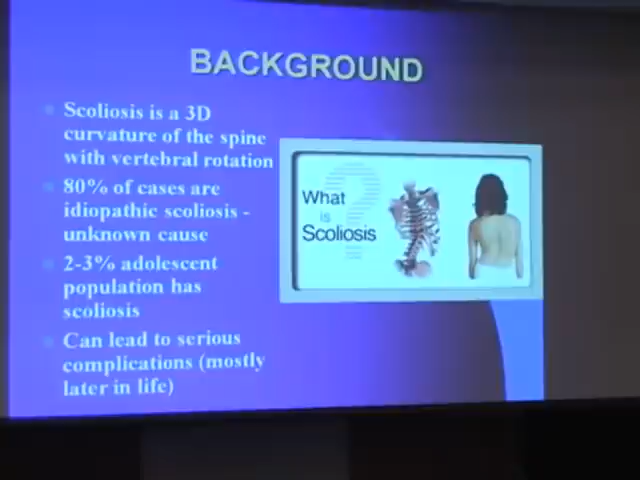 BACKGROUND
Scoliosis is a 3D
curvature of the spine
with vertebral rotation
80% of cases are
idiopathic scoliosis -
unknown cause
2-3% adolescent
population has
scoliosis
Can lead to serious
complications (mostly
later in life)
?
What
is
Scoliosis